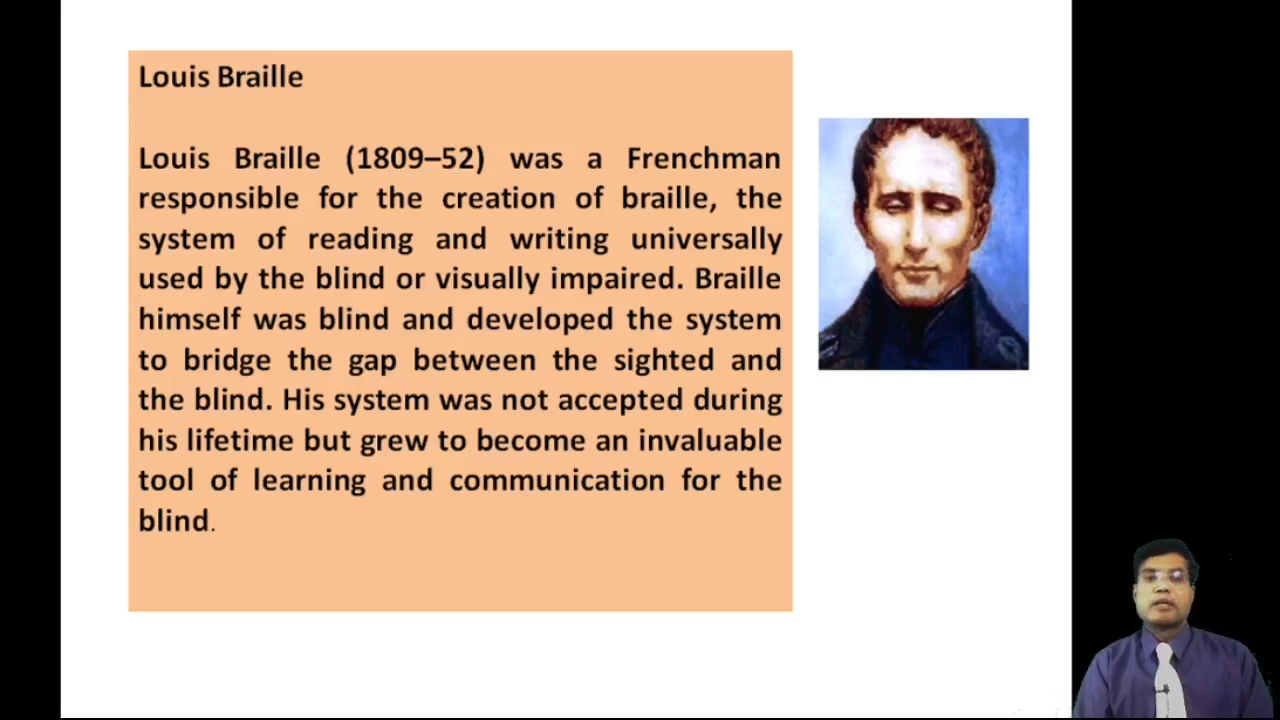 Louis Braille
Louis Braille (1809–52) was a Frenchman
responsible for the creation of braille, the
system of reading and writing universally
used by the blind or visually impaired. Braille
himself was blind and developed the system
to bridge the gap between the sighted and
the blind. His system was not accepted during
his lifetime but grew to become an invaluable
tool of learning and communication for the
blind.